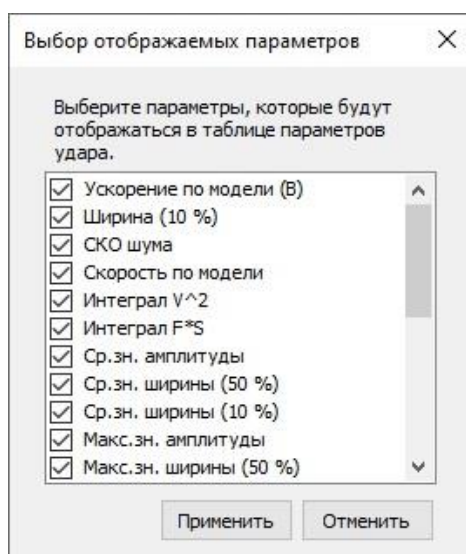 Выбор отображаемых параметров
Выберите параметры, которые будут
отображаться в таблице параметров
удара.
Ускорение по модели (В)
Ширина (10 %)
СКО шума
Скорость по модели
Интеграл V^2
Интеграл F*S
Ср.зн. амплитуды
Ср.зн. ширины (50 %)
Ср.зн. ширины (10 %)
Макс.зн. амплитуды
Макс.зн. ширины (50 %)
Применить
Отменить